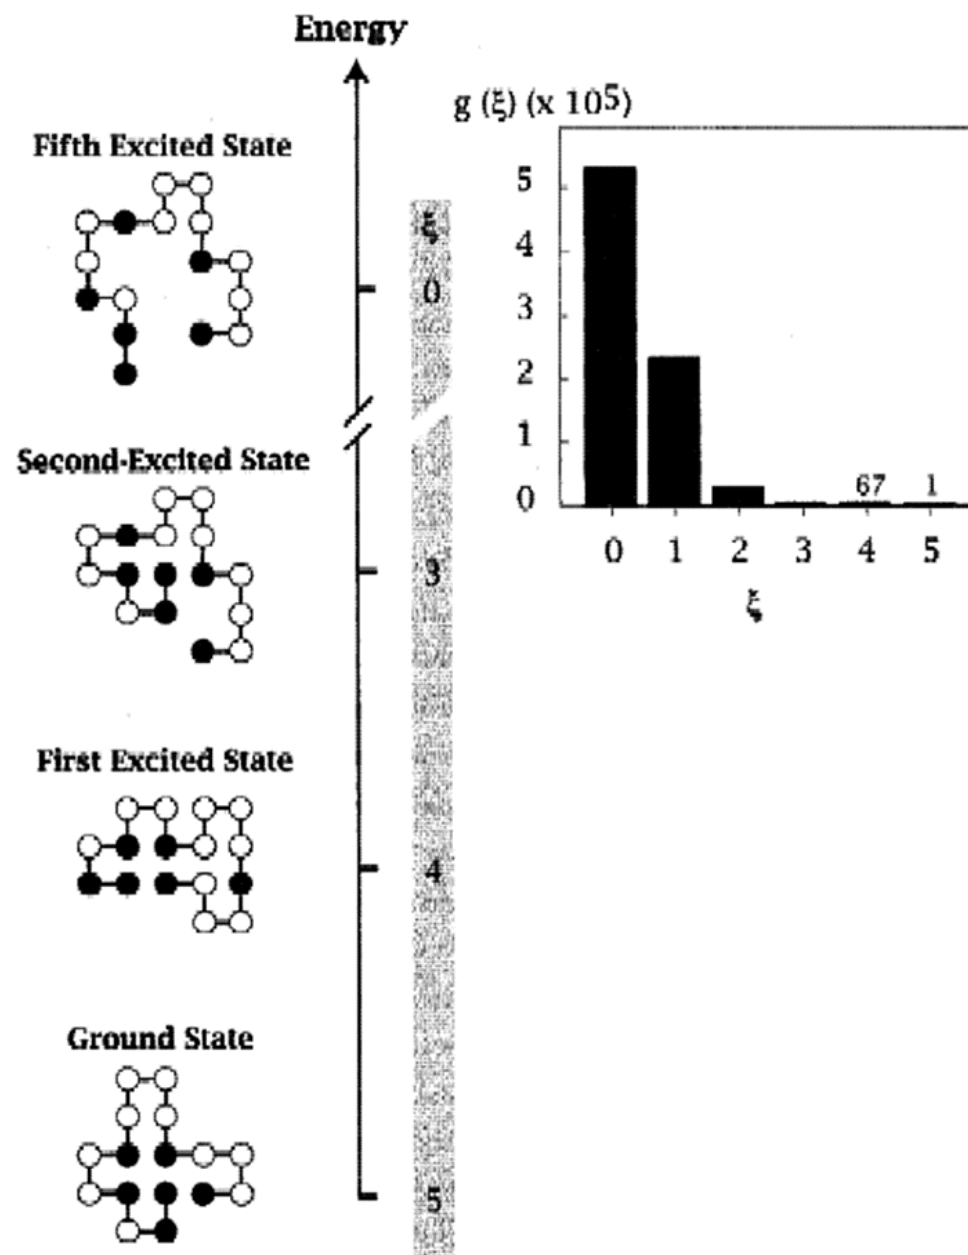 Energy
g (ξ) (x 10⁵)
Fifth Excited State
ξ
0
5
4
3
2
1
0
67
1
0
1
2
3
4
5
ξ
Second-Excited State
3
First Excited State
4
Ground State
5